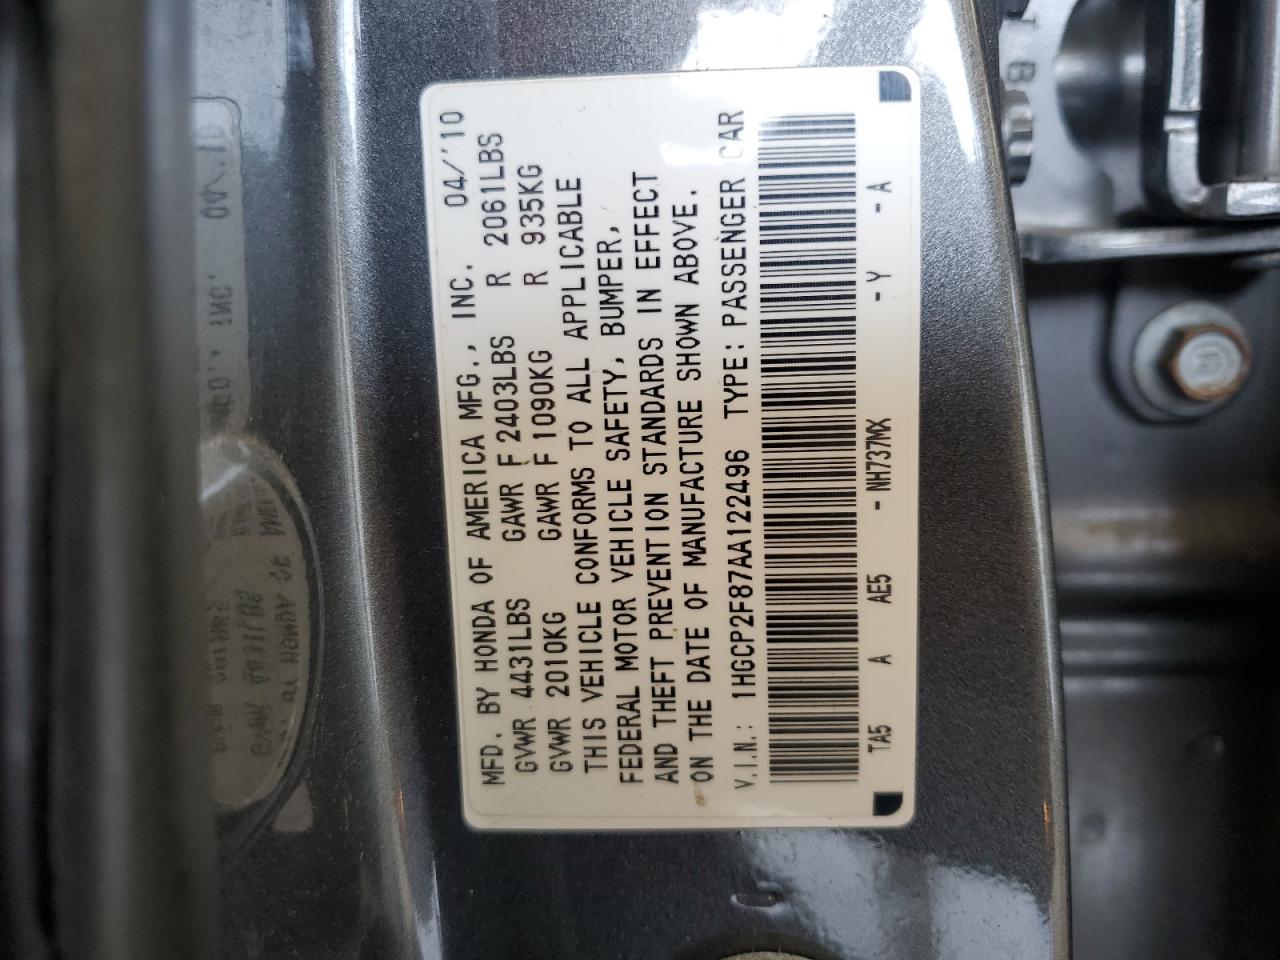 MFD. BY HONDA OF AMERICA MFG., INC. 04/'10
GVWR 4431LBS GAWR F 2403LBS R 2061LBS
GVWR 2010KG GAWR F 1090KG R 935KG
THIS VEHICLE CONFORMS TO ALL APPLICABLE
FEDERAL MOTOR VEHICLE SAFETY, BUMPER,
AND THEFT PREVENTION STANDARDS IN EFFECT
ON THE DATE OF MANUFACTURE SHOWN ABOVE.
V.I.N.: 1HGCP2F87AA122496 TYPE: PASSENGER CAR
TA5 A AE5 - NH737MX - Y - A